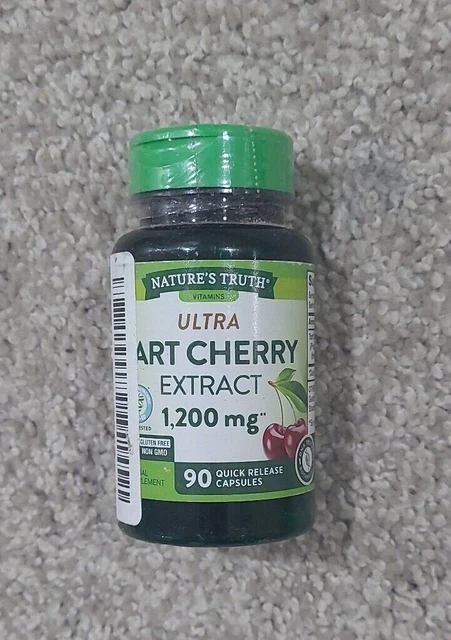 NATURE'S TRUTH®
VITAMINS
ULTRA
ART CHERRY
EXTRACT
1,200 mg**
GLUTEN FREE
NON GMO
90 QUICK RELEASE
CAPSULES